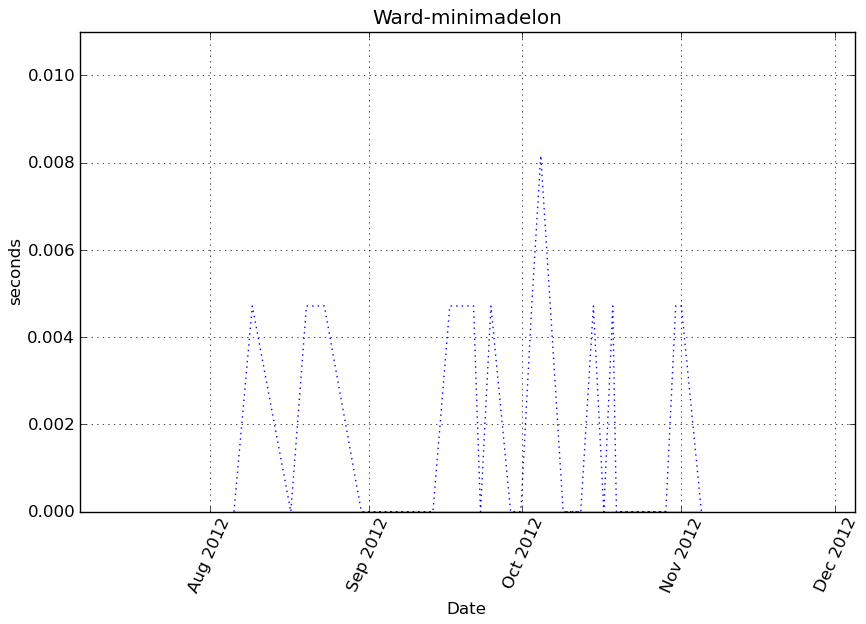 Ward-minimadelon
0.010
0.008
0.006
0.004
0.002
0.000
seconds
Aug 2012
Sep 2012
Oct 2012
Nov 2012
Dec 2012
Date